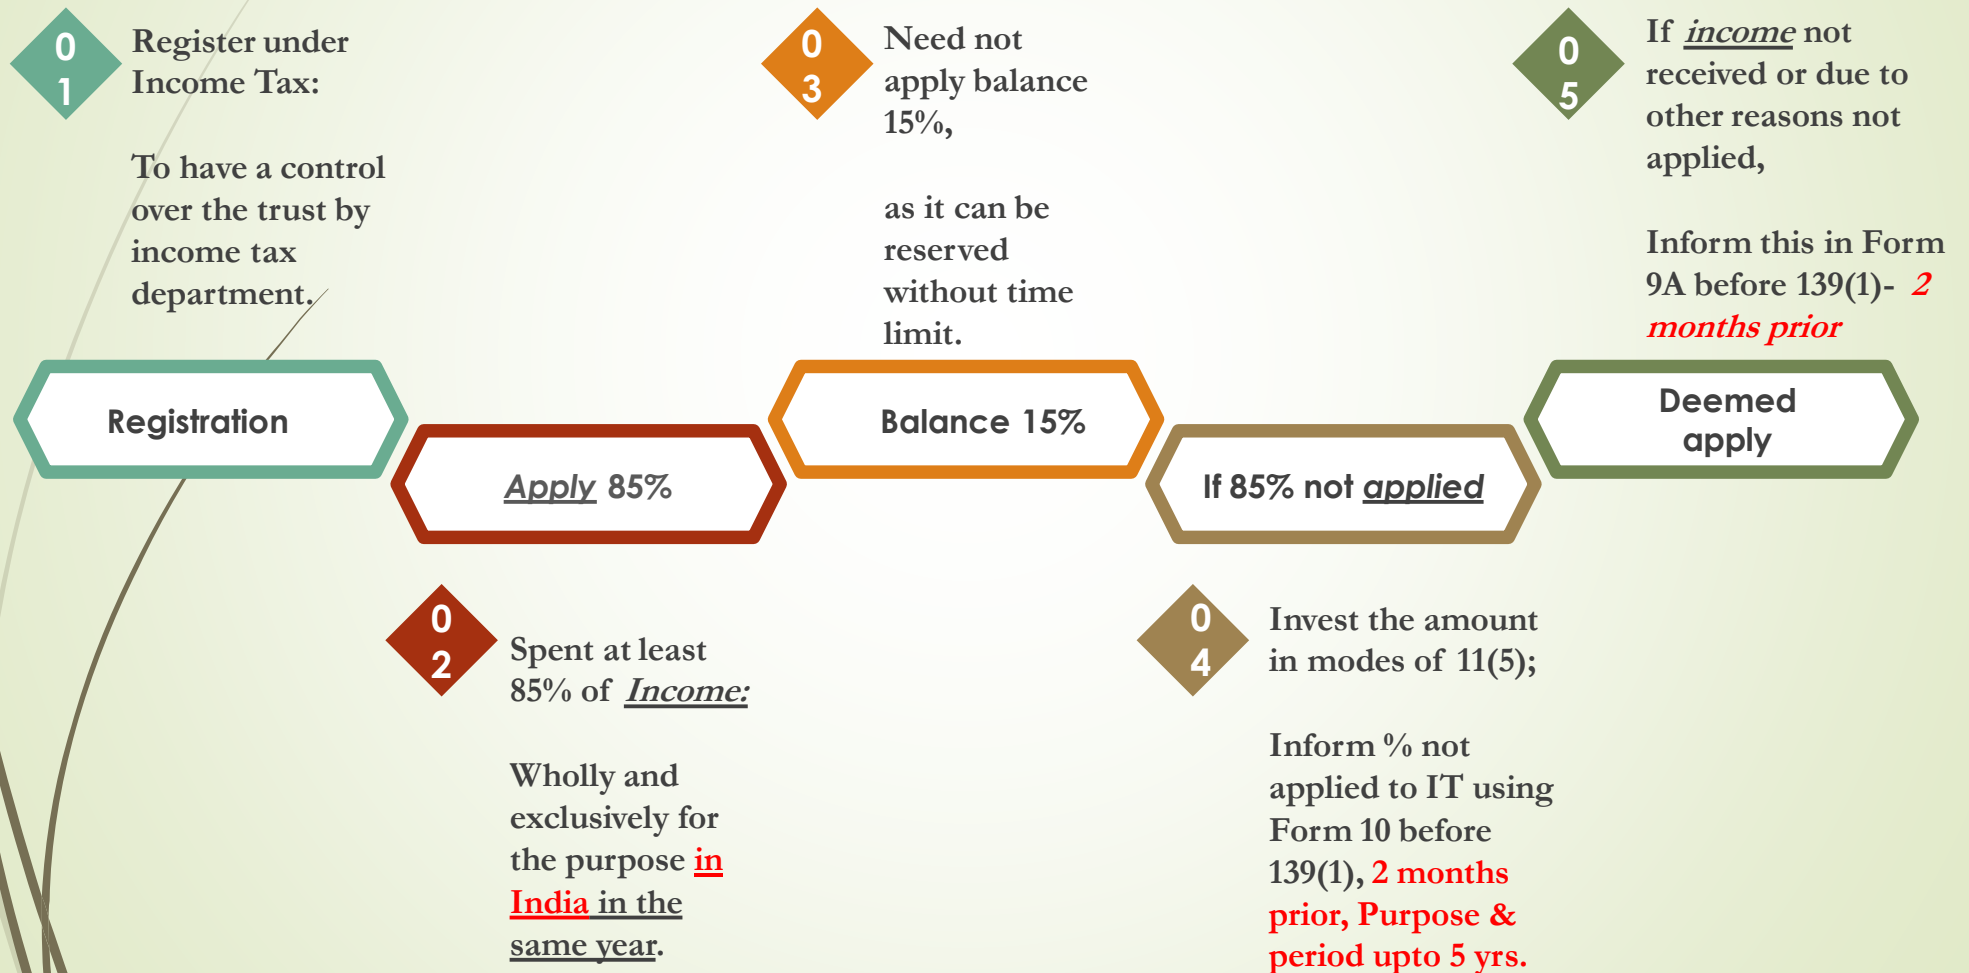 0
1
Register under
Income Tax:
To have a control
over the trust by
income tax
department.
Registration
Apply 85%
0
2
Spent at least
85% of Income:
Wholly and
exclusively for
the purpose in
India in the
same year.
0
3
Need not
apply balance
15%,
as it can be
reserved
without time
limit.
Balance 15%
If 85% not applied
0
4
Invest the amount
in modes of 11(5);
Inform % not
applied to IT using
Form 10 before
139(1), 2 months
prior, Purpose &
period upto 5 yrs.
0
5
If income not
received or due to
other reasons not
applied,
Inform this in Form
9A before 139(1)- 2
months prior
Deemed
apply